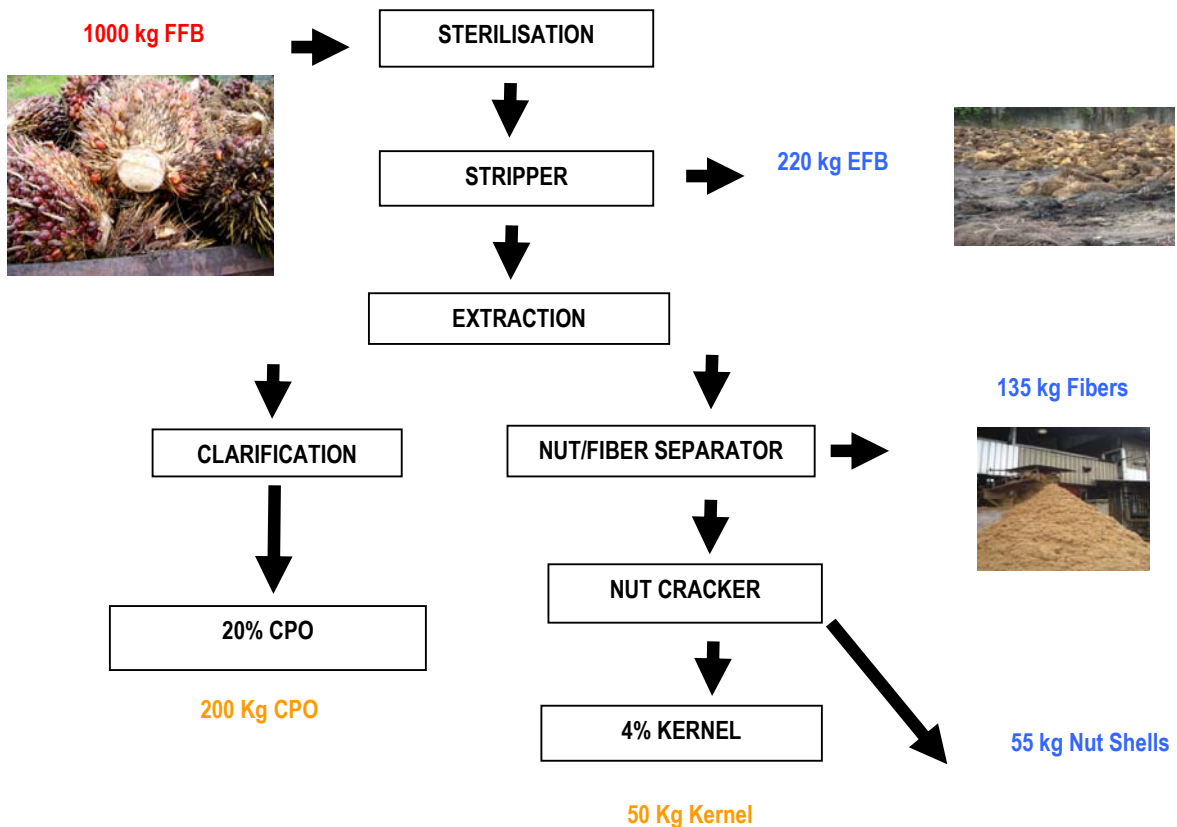 1000 kg FFB
STERILISATION
STRIPPER
220 kg EFB
EXTRACTION
135 kg Fibers
CLARIFICATION
NUT/FIBER SEPARATOR
NUT CRACKER
20% CPO
200 Kg CPO
4% KERNEL
55 kg Nut Shells
50 Kg Kernel